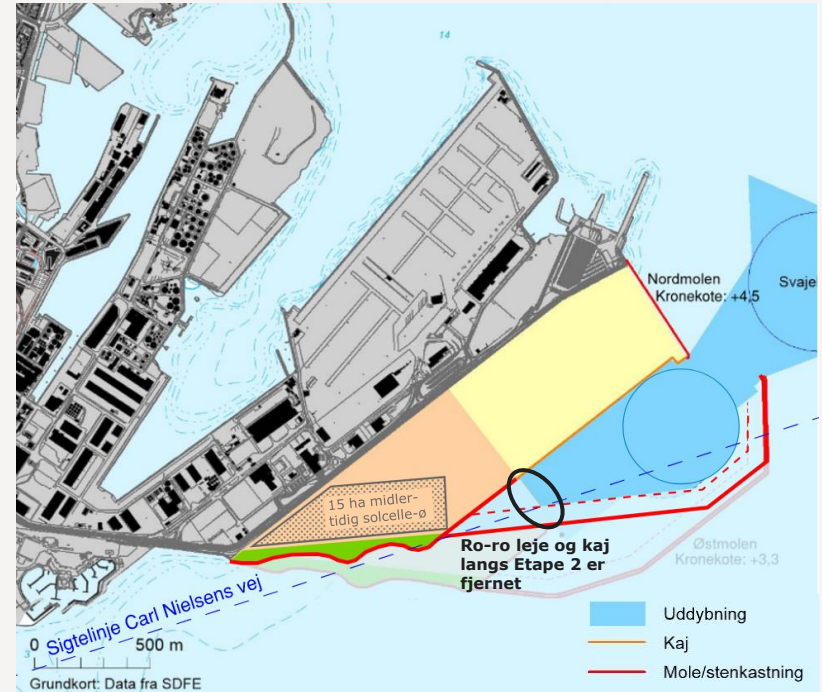 14
Nordmolen
Kronekote: +4,5
Svaje
15 ha midler-
tidig solcelle-ø
Ro-ro leje og kaj
langs Etape 2 er
fjernet
Østmolen
Kronekote: +3,3
Sigtelinje Carl Nielsens vej
3
0 500 m
Grundkort: Data fra SDFE
Uddybning
Kaj
Mole/stenkastning